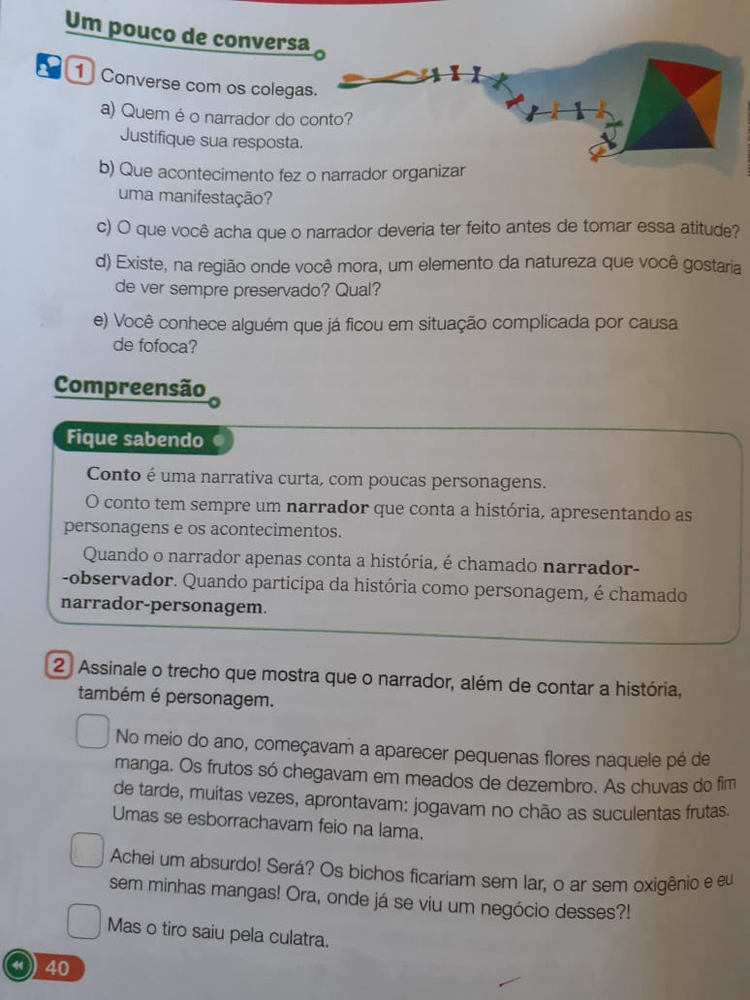 Um pouco de conversa
1 Converse com os colegas.
a) Quem é o narrador do conto?
Justifique sua resposta.
b) Que acontecimento fez o narrador organizar
uma manifestação?
c) O que você acha que o narrador deveria ter feito antes de tomar essa atitude?
d) Existe, na região onde você mora, um elemento da natureza que você gostaria
de ver sempre preservado? Qual?
e) Você conhece alguém que já ficou em situação complicada por causa
de fofoca?
Compreensão
Fique sabendo
Conto é uma narrativa curta, com poucas personagens.
O conto tem sempre um narrador que conta a história, apresentando as
personagens e os acontecimentos.
Quando o narrador apenas conta a história, é chamado narrador-
-observador. Quando participa da história como personagem, é chamado
narrador-personagem.
2 Assinale o trecho que mostra que o narrador, além de contar a história,
também é personagem.
No meio do ano, começavam a aparecer pequenas flores naquele pé de
manga. Os frutos só chegavam em meados de dezembro. As chuvas do fim
de tarde, muitas vezes, aprontavam: jogavam no chão as suculentas frutas.
Umas se esborrachavam feio na lama.
Achei um absurdo! Será? Os bichos ficariam sem lar, o ar sem oxigênio e eu
sem minhas mangas! Ora, onde já se viu um negócio desses?!
Mas o tiro saiu pela culatra.
40